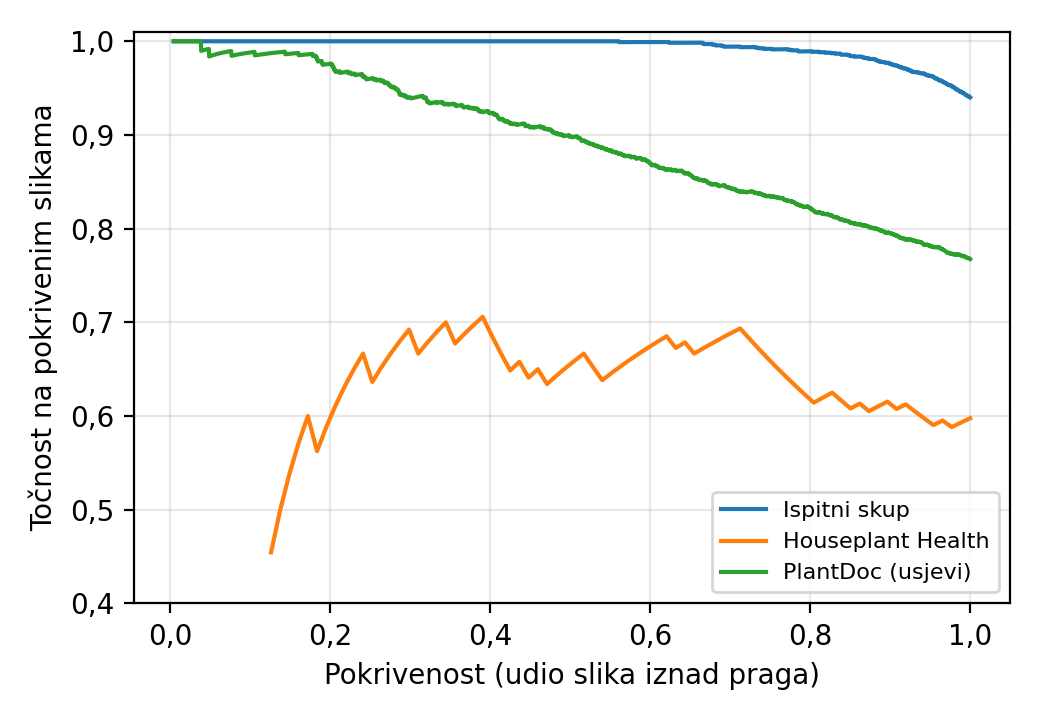 1,0
0,9
0,8
0,7
0,6
0,5
0,4
Točnost na pokrivenim slikama
Ispitni skup
Houseplant Health
PlantDoc (usjevi)
0,0 0,2 0,4 0,6 0,8 1,0
Pokrivenost (udio slika iznad praga)